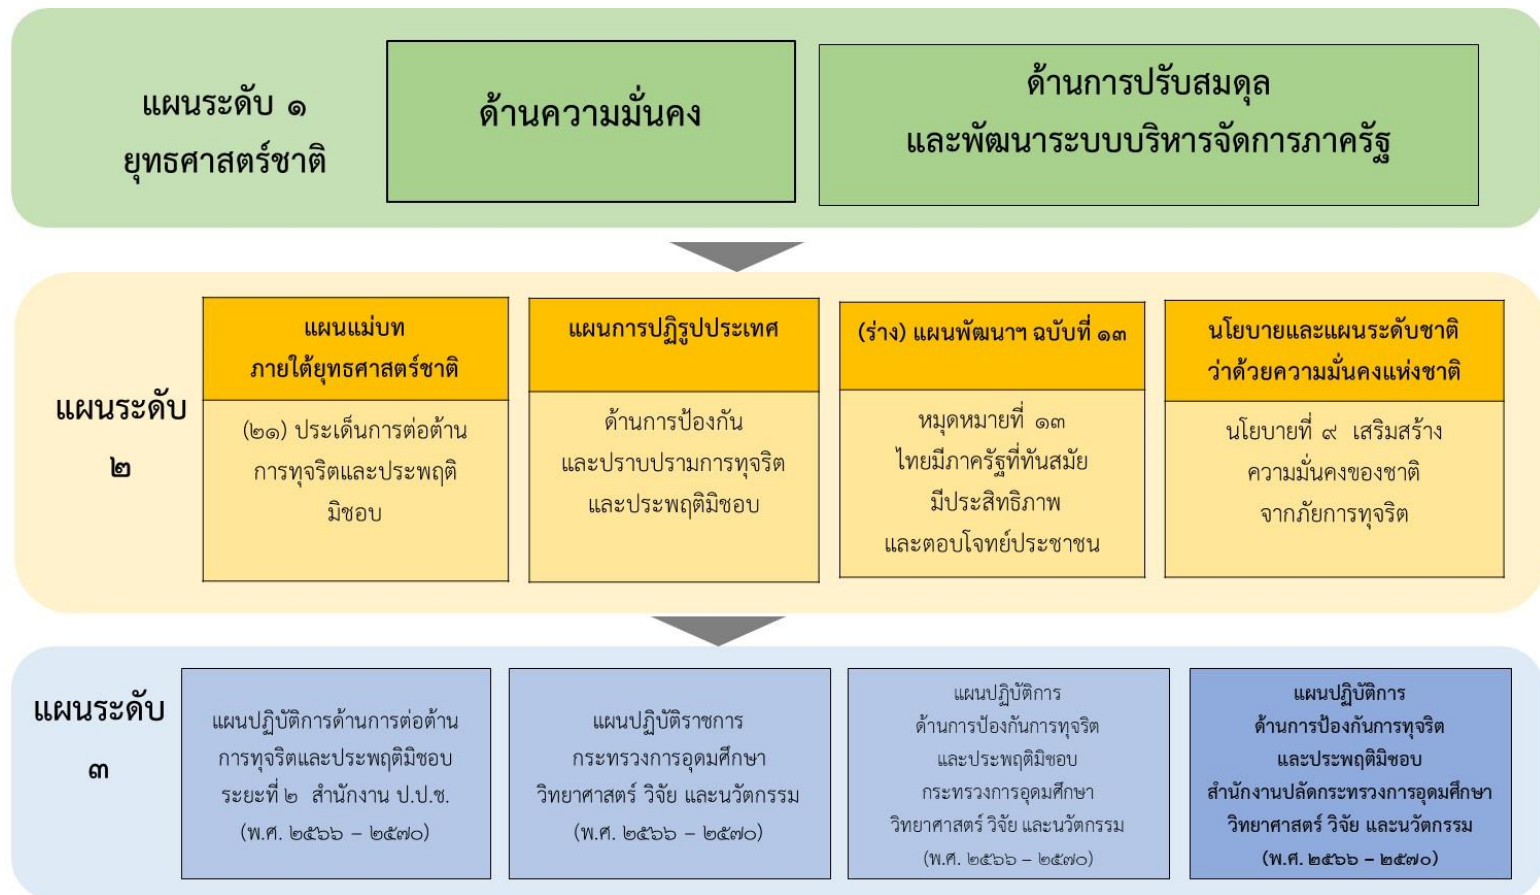 แผนระดับ ๑
ยุทธศาสตร์ชาติ
ด้านความมั่นคง
ด้านการปรับสมดุล
และพัฒนาระบบบริหารจัดการภาครัฐ
แผนระดับ
๒
แผนแม่บท
ภายใต้ยุทธศาสตร์ชาติ
(๒๑) ประเด็นการต่อต้าน
การทุจริตและประพฤติ
มิชอบ
แผนการปฏิรูปประเทศ
ด้านการป้องกัน
และปราบปรามการทุจริต
และประพฤติมิชอบ
(ร่าง) แผนพัฒนาฯ ฉบับที่ ๑๓
หมุดหมายที่ ๑๓
ไทยมีภาครัฐที่ทันสมัย
มีประสิทธิภาพ
และตอบโจทย์ประชาชน
นโยบายและแผนระดับชาติ
ว่าด้วยความมั่นคงแห่งชาติ
นโยบายที่ ๙ เสริมสร้าง
ความมั่นคงของชาติ
จากภัยการทุจริต
แผนระดับ
๓
แผนปฏิบัติการด้านการต่อต้าน
การทุจริตและประพฤติมิชอบ
ระยะที่ ๒ สำนักงาน ป.ป.ช.
(พ.ศ. ๒๕๖๖ – ๒๕๗๐)
แผนปฏิบัติราชการ
กระทรวงการอุดมศึกษา
วิทยาศาสตร์ วิจัย และนวัตกรรม
(พ.ศ. ๒๕๖๖ – ๒๕๗๐)
แผนปฏิบัติการ
ด้านการป้องกันการทุจริต
และประพฤติมิชอบ
กระทรวงการอุดมศึกษา
วิทยาศาสตร์ วิจัย และนวัตกรรม
(พ.ศ. ๒๕๖๖ – ๒๕๗๐)
แผนปฏิบัติการ
ด้านการป้องกันการทุจริต
และประพฤติมิชอบ
สำนักงานปลัดกระทรวงการอุดมศึกษา
วิทยาศาสตร์ วิจัย และนวัตกรรม
(พ.ศ. ๒๕๖๖ – ๒๕๗๐)